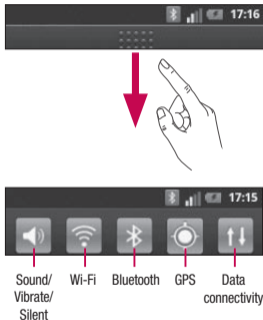 17:16
17:15
Sound/
Vibrate/
Silent
Wi-Fi
Bluetooth
GPS
Data
connectivity